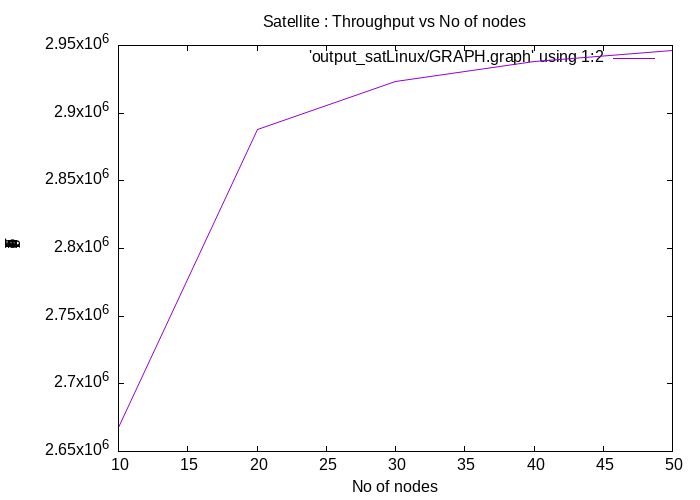 Satellite : Throughput vs No of nodes
2.95x10^6
'output_satLinux/GRAPH.graph' using 1:2
2.9x10^6
2.85x10^6
2.8x10^6
2.75x10^6
2.7x10^6
2.65x10^6
10 15 20 25 30 35 40 45 50
No of nodes